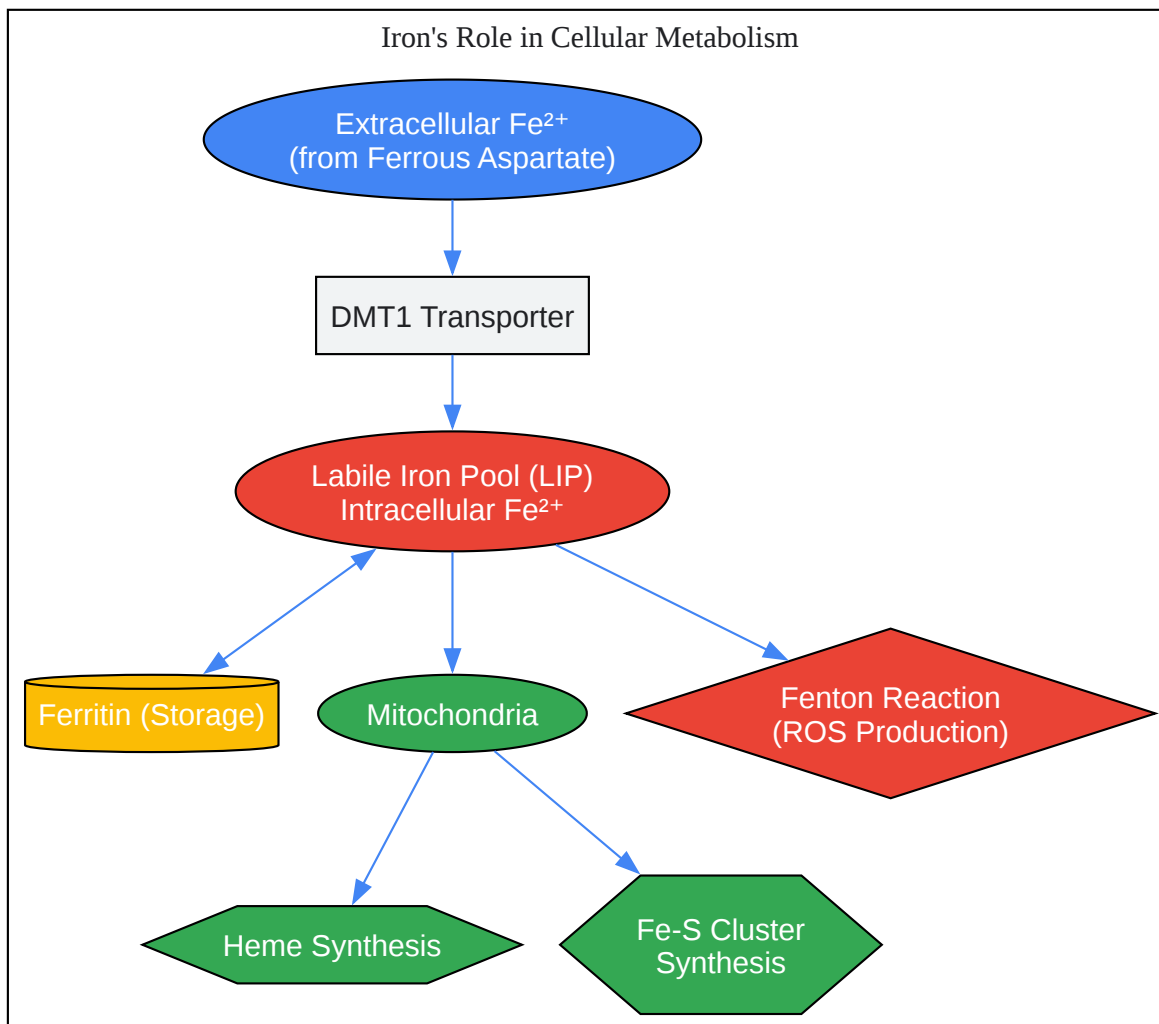 Iron's Role in Cellular Metabolism
Extracellular Fe²⁺
(from Ferrous Aspartate)
DMT1 Transporter
Labile Iron Pool (LIP)
Intracellular Fe²⁺
Ferritin (Storage)
Mitochondria
Fenton Reaction
(ROS Production)
Heme Synthesis
Fe-S Cluster
Synthesis